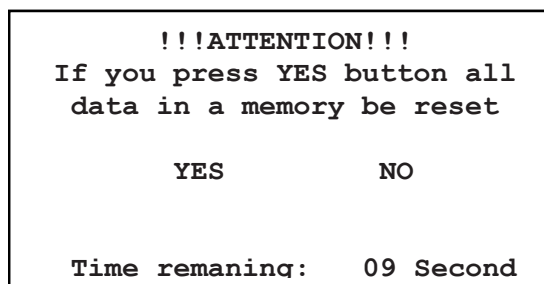 !!!ATTENTION!!!
If you press YES button all
data in a memory be reset
YES NO
Time remaning: 09 Second